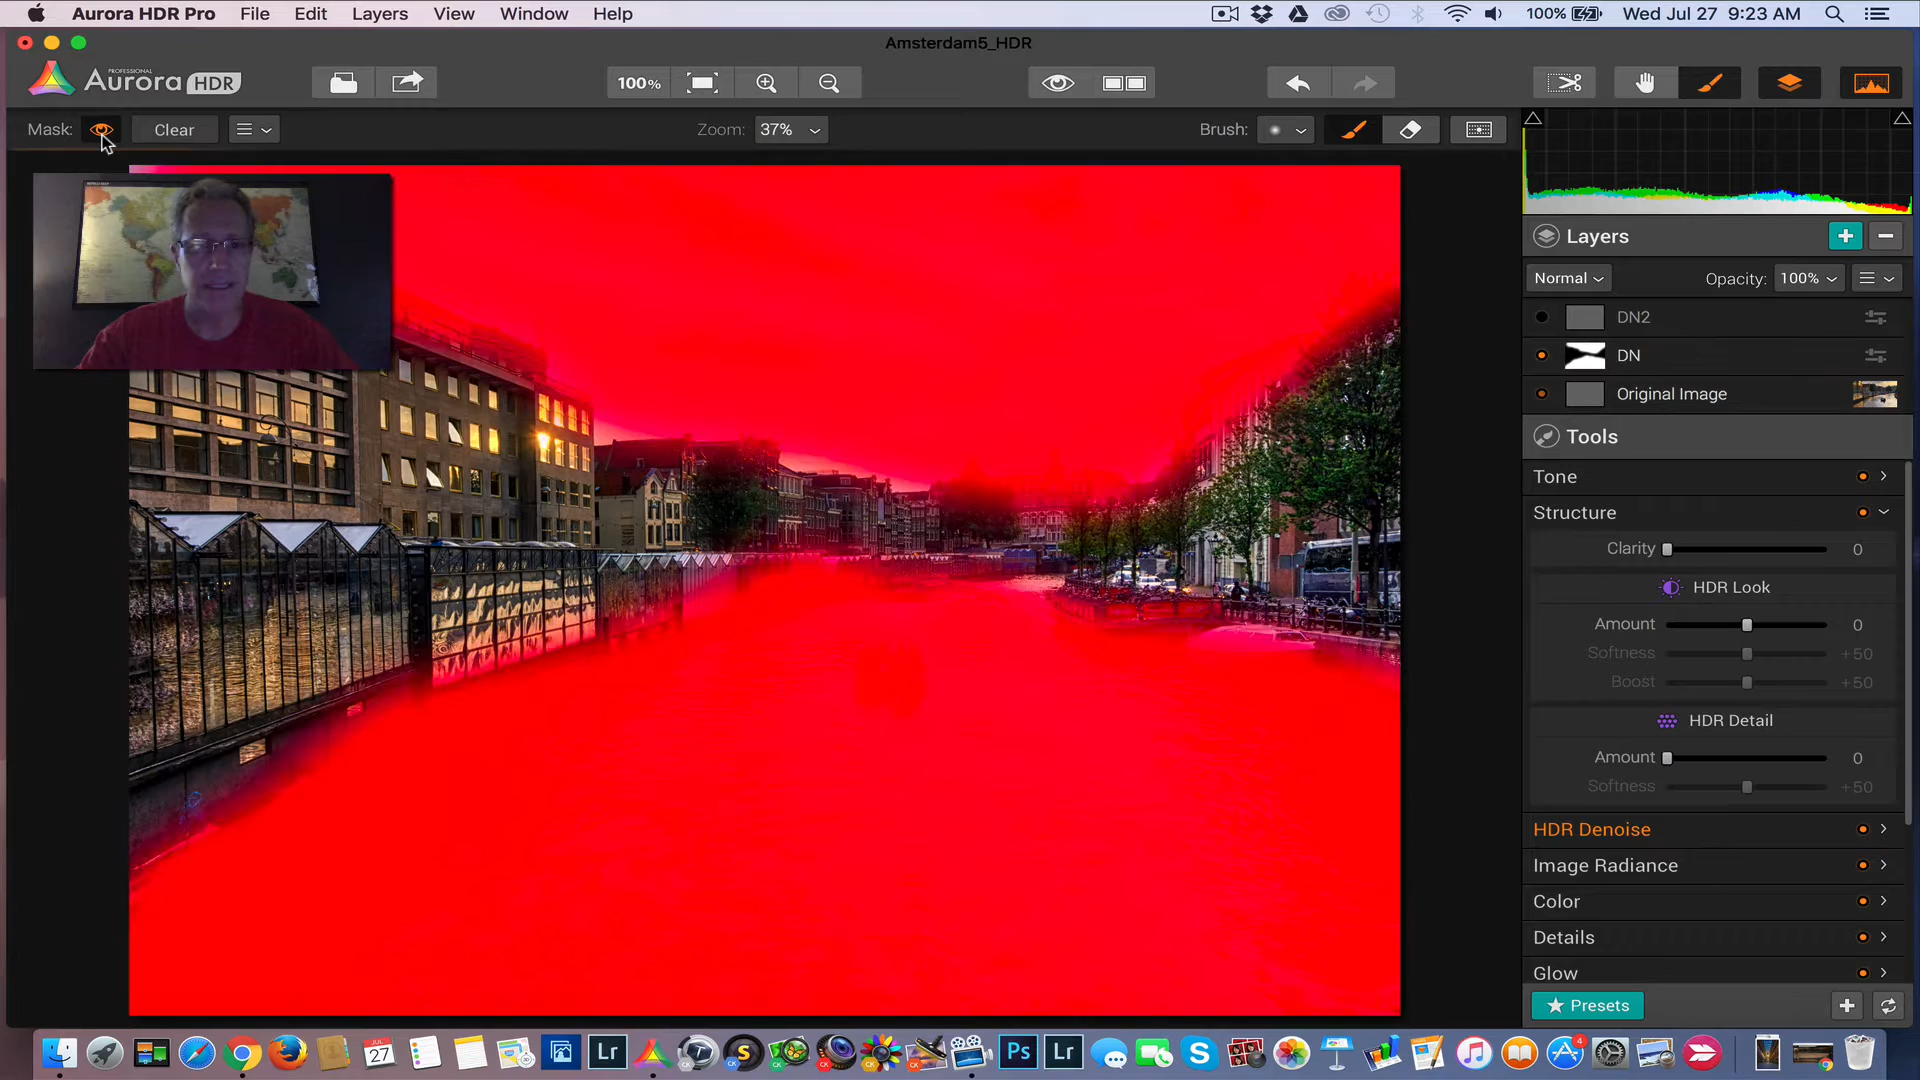 Aurora HDR Pro File Edit Layers View Window Help 100% Wed Jul 27 9:23 AM
Amsterdam5_HDR
PROFESSIONAL
Aurora HDR 100%
Mask: Clear Zoom: 37% Brush:
Layers
Normal Opacity: 100%
DN2
DN
Original Image
Tools
Tone
Structure
Clarity 0
HDR Look
Amount 0
Softness +50
Boost +50
HDR Detail
Amount 0
Softness +50
HDR Denoise
Image Radiance
Color
Details
Glow
Presets
JUL
27
Lr
T
S
Ps
Lr
S
4